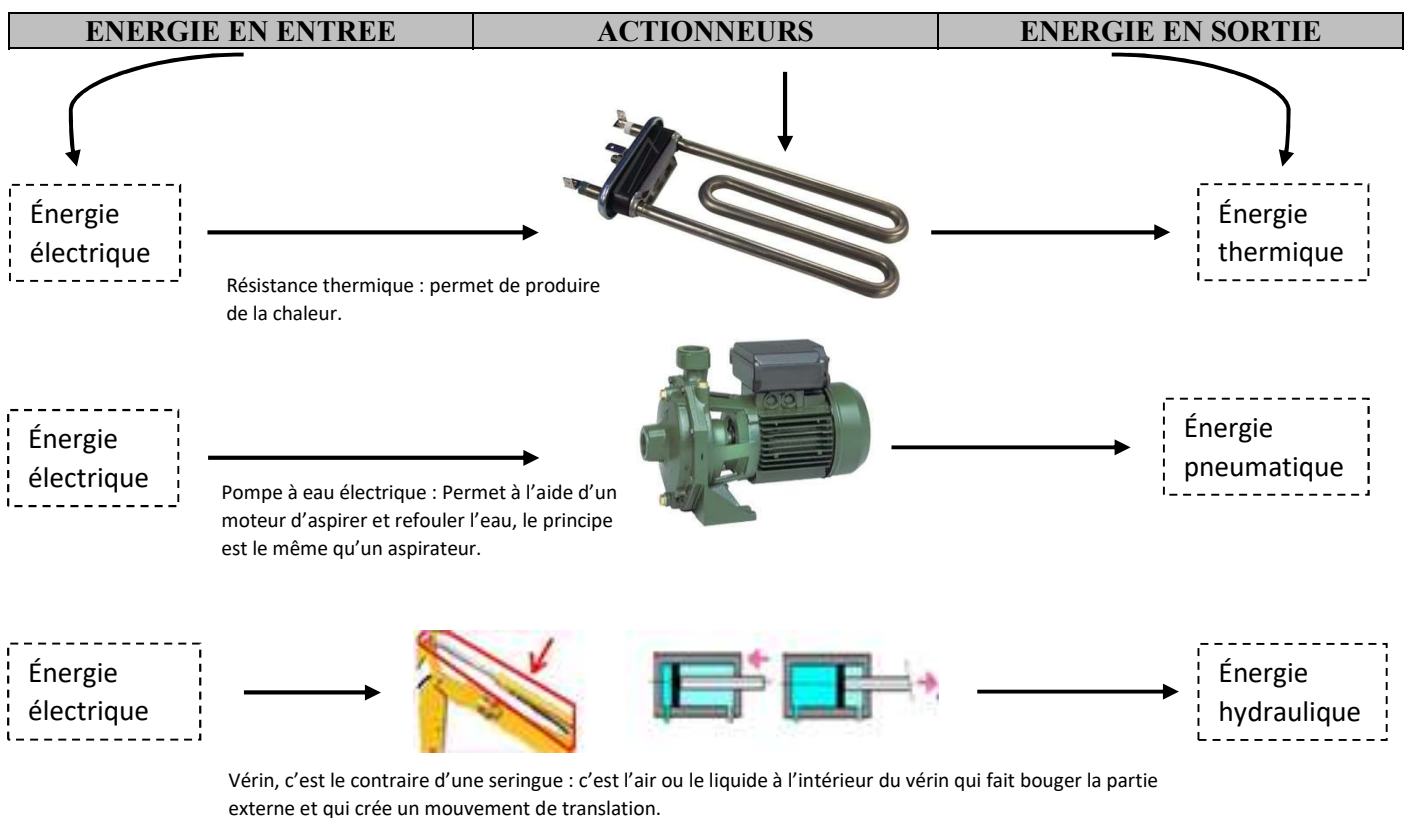 ENERGIE EN ENTREE ACTIONNEURS ENERGIE EN SORTIE
Énergie
électrique
Résistance thermique : permet de produire
de la chaleur.
Énergie
thermique
Énergie
électrique
Pompe à eau électrique : Permet à l’aide d’un
moteur d’aspirer et refouler l’eau, le principe
est le même qu’un aspirateur.
Énergie
pneumatique
Énergie
électrique
Énergie
hydraulique
Vérin, c’est le contraire d’une seringue : c’est l’air ou le liquide à l’intérieur du vérin qui fait bouger la partie
externe et qui crée un mouvement de translation.